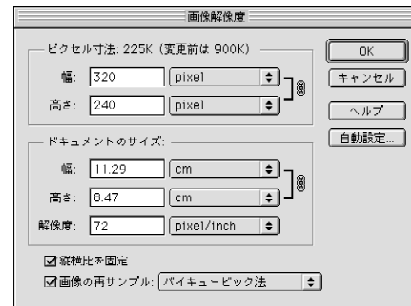 画像解像度
ピクセル寸法: 225K (変更前は 900K)
幅: 320 pixel
高さ: 240 pixel
OK
キャンセル
ヘルプ
自動設定...
ドキュメントのサイズ:
幅: 11.29 cm
高さ: 8.47 cm
解像度: 72 pixel/inch
縦横比を固定
画像の再サンプル: バイキュービック法